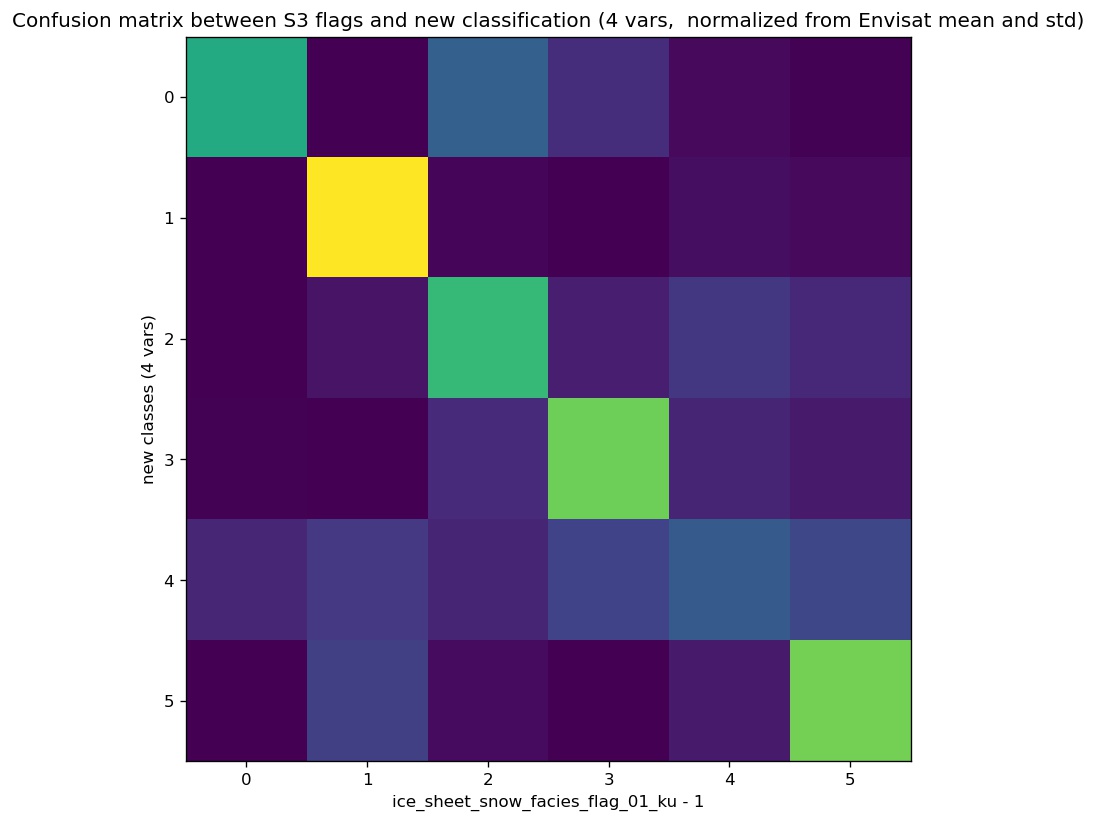 Confusion matrix between S3 flags and new classification (4 vars,  normalized from Envisat mean and std)
0
1
2
3
4
5
new classes (4 vars)
0 1 2 3 4 5
ice_sheet_snow_facies_flag_01_ku - 1